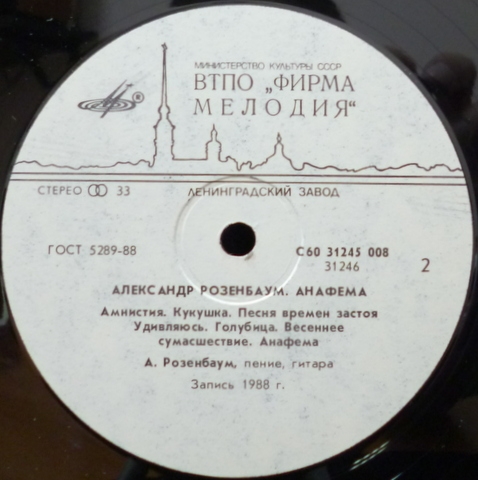 МИНИСТЕРСТВО КУЛЬТУРЫ СССР
ВТПО „ФИРМА
МЕЛОДИЯ“
СТЕРЕО 33
ЛЕНИНГРАДСКИЙ ЗАВОД
ГОСТ 5289-88
С60 31245 008
31246
2
АЛЕКСАНДР РОЗЕНБАУМ. АНАФЕМА
Амнистия. Кукушка. Песня времен застоя
Удивляюсь. Голубица. Весеннее
сумасшествие. Анафема
А. Розенбаум, пение, гитара
Запись 1988 г.